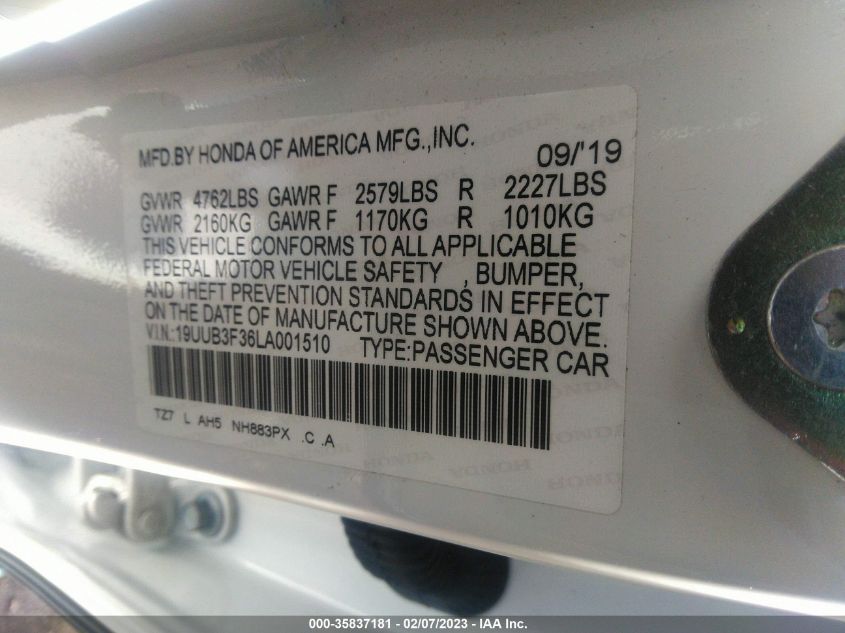 MFD.BY HONDA OF AMERICA MFG.,INC. 09/'19
GVWR 4762LBS GAWR F 2579LBS R 2227LBS
GVWR 2160KG GAWR F 1170KG R 1010KG
THIS VEHICLE CONFORMS TO ALL APPLICABLE
FEDERAL MOTOR VEHICLE SAFETY , BUMPER,
AND THEFT PREVENTION STANDARDS IN EFFECT
ON THE DATE OF MANUFACTURE SHOWN ABOVE.
V.I.N.:19UUB3F36LA001510 TYPE:PASSENGER CAR
TZ7 L AH5 NH883PX .C .A
HONDA HONDA HONDA
000-35837181 - 02/07/2023 - IAA Inc.